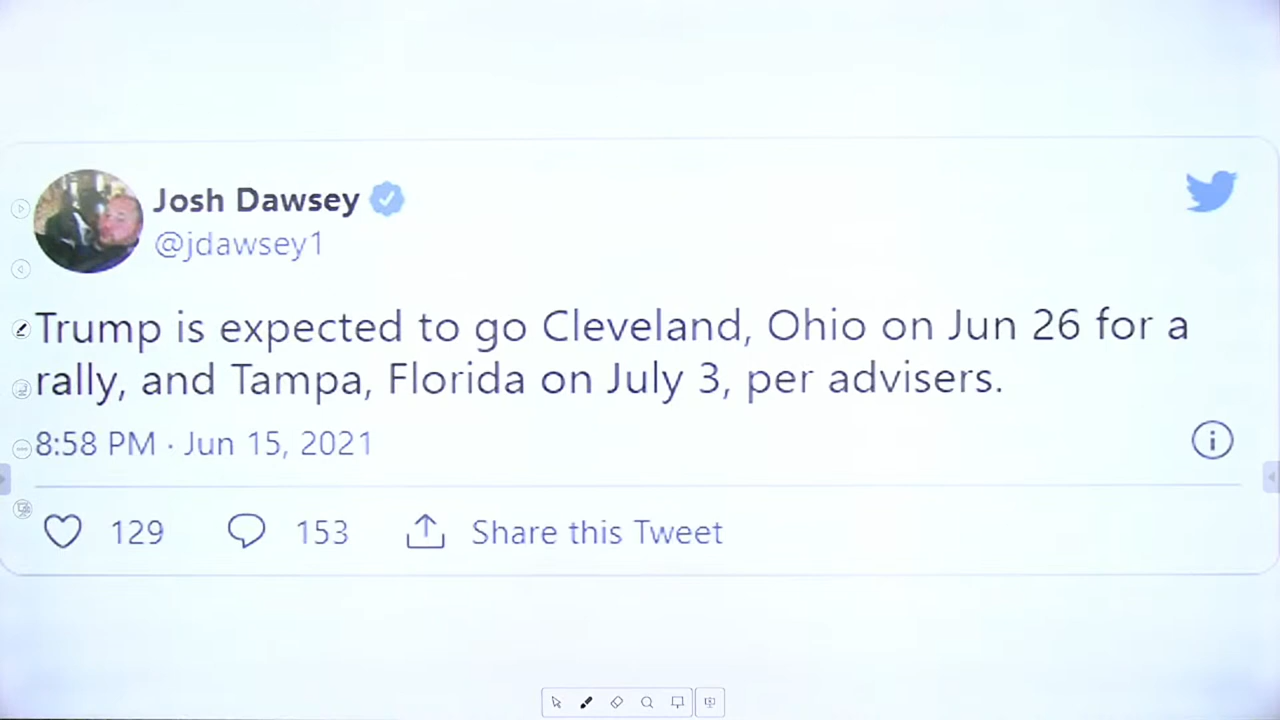 Josh Dawsey
@jdawsey1
Trump is expected to go Cleveland, Ohio on Jun 26 for a
rally, and Tampa, Florida on July 3, per advisers.
8:58 PM · Jun 15, 2021
129 153 Share this Tweet